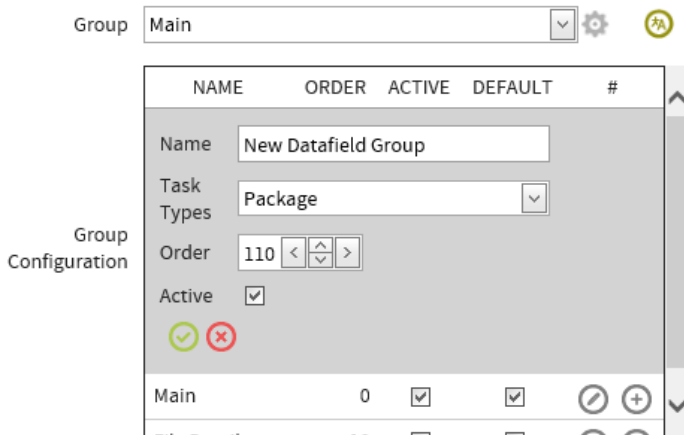 Group Main
NAME ORDER ACTIVE DEFAULT #
Name New Datafield Group
Task Types Package
Group Configuration
Order 110
Active
Main 0